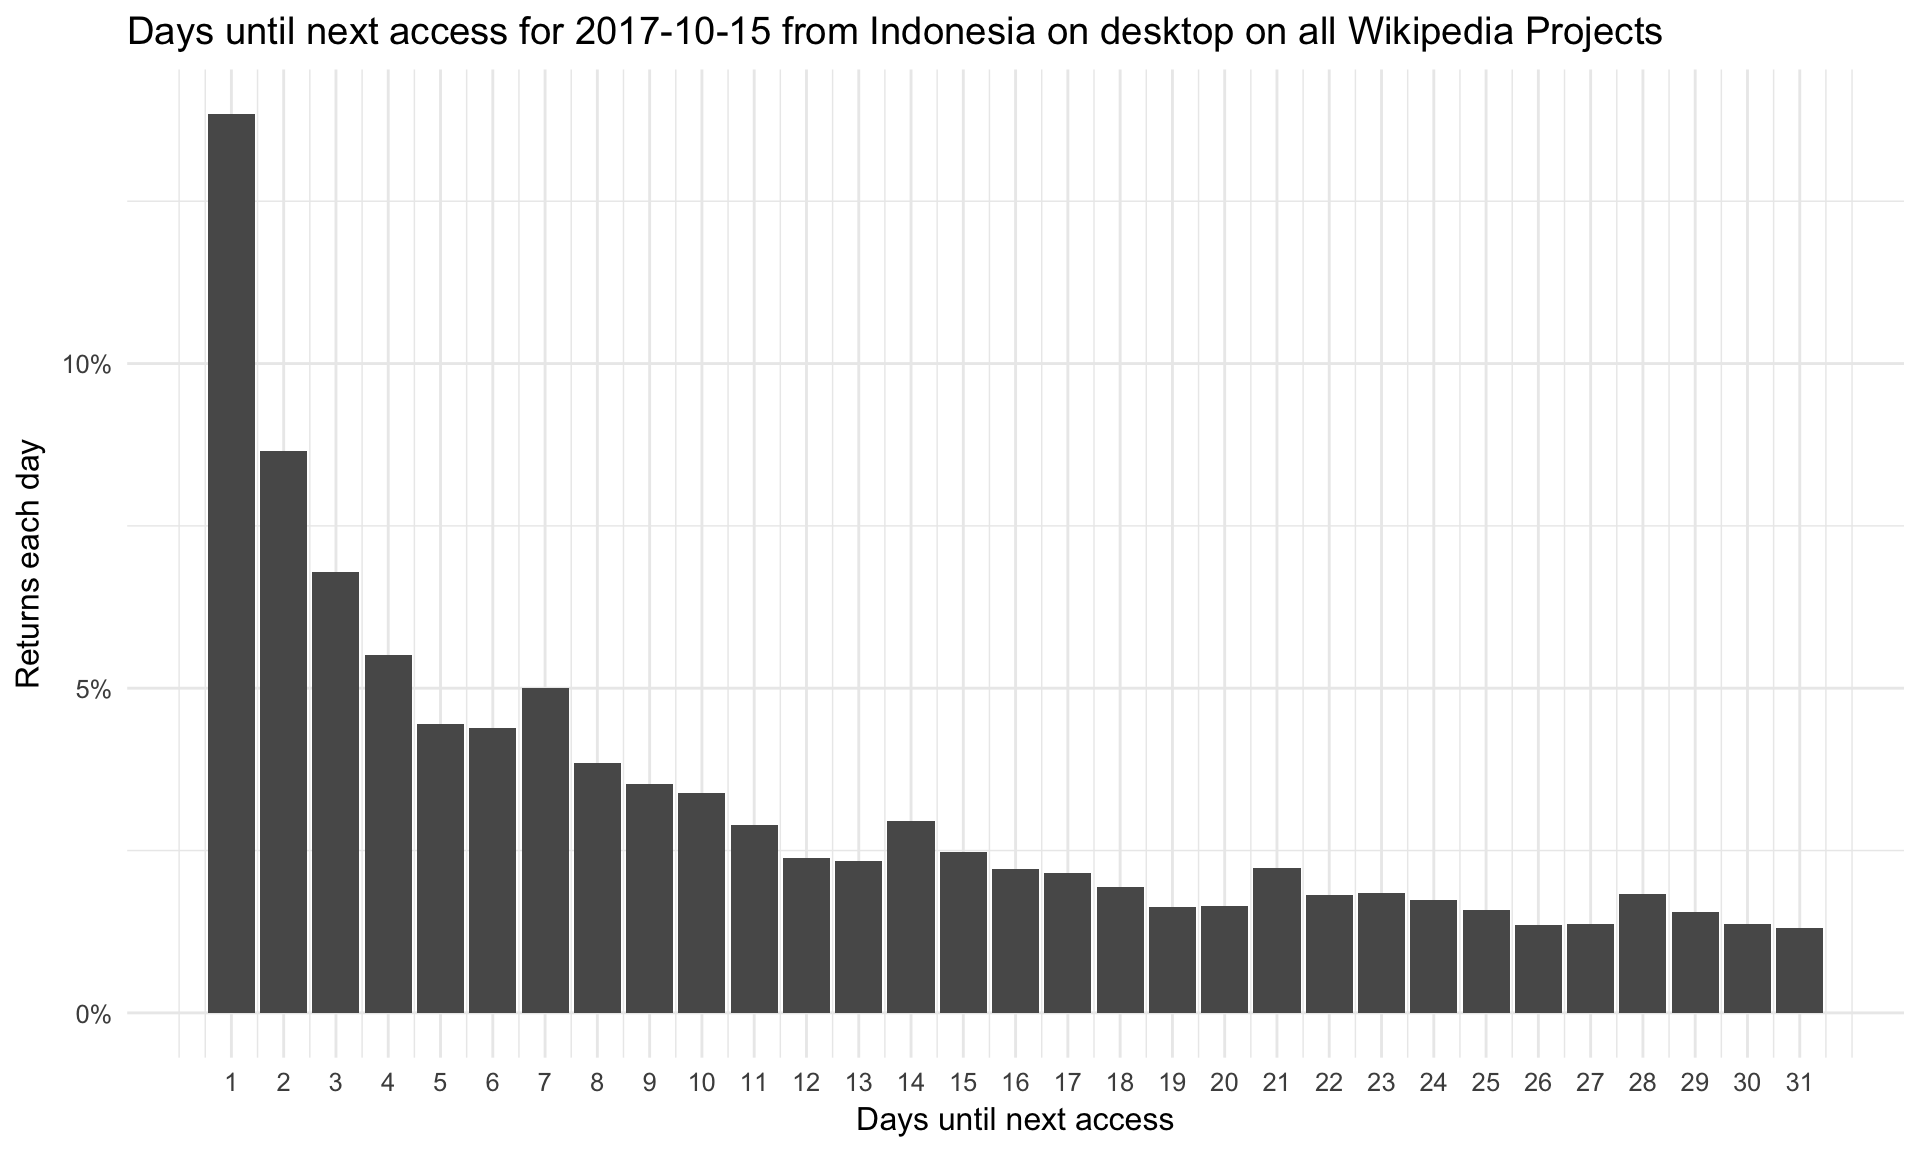 Days until next access for 2017-10-15 from Indonesia on desktop on all Wikipedia Projects
Returns each day
10%
5%
0%
1 2 3 4 5 6 7 8 9 10 11 12 13 14 15 16 17 18 19 20 21 22 23 24 25 26 27 28 29 30 31
Days until next access